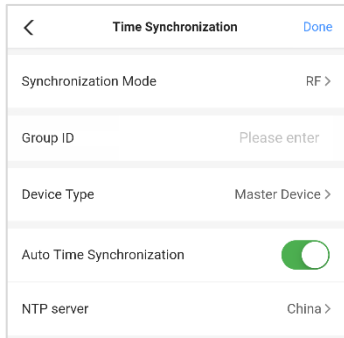 Time Synchronization Done
Synchronization Mode RF
Group ID Please enter
Device Type Master Device
Auto Time Synchronization
NTP server China